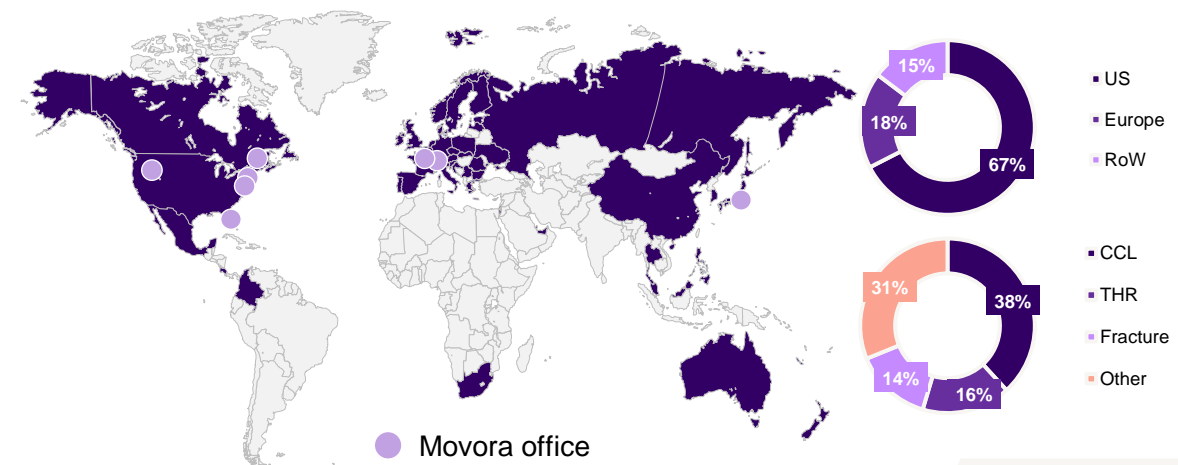 15%
18%
67%
US
Europe
RoW
31%
38%
14%
16%
CCL
THR
Fracture
Other
Movora office